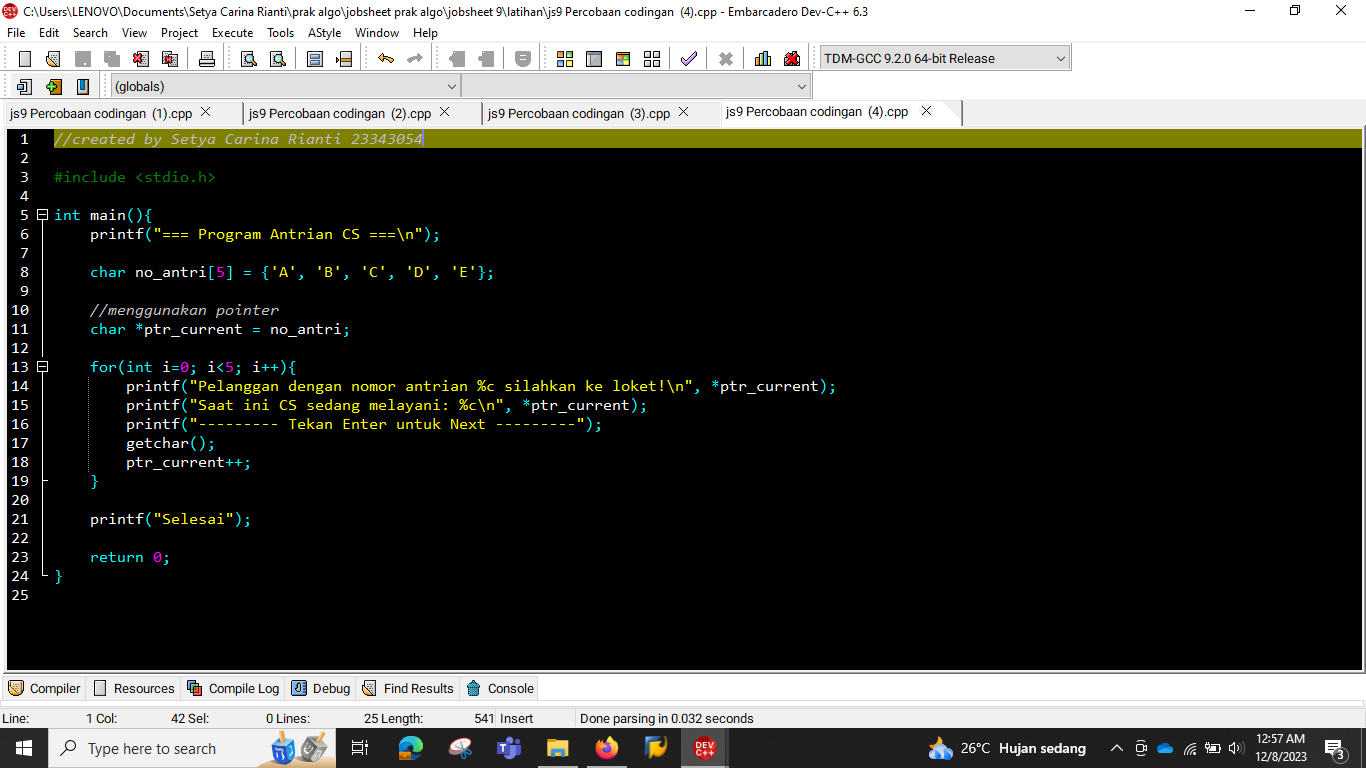 C:\Users\LENOVO\Documents\Setya Carina Rianti\prak algo\jobsheet prak algo\jobsheet 9\latihan\js9 Percobaan codingan  (4).cpp - Embarcadero Dev-C++ 6.3
File Edit Search View Project Execute Tools AStyle Window Help
TDM-GCC 9.2.0 64-bit Release
(globals)
js9 Percobaan codingan  (1).cpp js9 Percobaan codingan  (2).cpp js9 Percobaan codingan  (3).cpp js9 Percobaan codingan  (4).cpp
1 //created by Setya Carina Rianti 23343054
2
3 #include <stdio.h>
4
5 int main(){
6     printf("=== Program Antrian CS ===\n");
7
8     char no_antri[5] = {'A', 'B', 'C', 'D', 'E'};
9
10     //menggunakan pointer
11     char *ptr_current = no_antri;
12
13     for(int i=0; i<5; i++){
14         printf("Pelanggan dengan nomor antrian %c silahkan ke loket!\n", *ptr_current);
15         printf("Saat ini CS sedang melayani: %c\n", *ptr_current);
16         printf("--------- Tekan Enter untuk Next ---------");
17         getchar();
18         ptr_current++;
19     }
20
21     printf("Selesai");
22
23     return 0;
24 }
25
Compiler Resources Compile Log Debug Find Results Console
Line: 1 Col: 42 Sel: 0 Lines: 25 Length: 541 Insert Done parsing in 0.032 seconds
Type here to search DEV C++ 26°C Hujan sedang 12:57 AM
12/8/2023 3